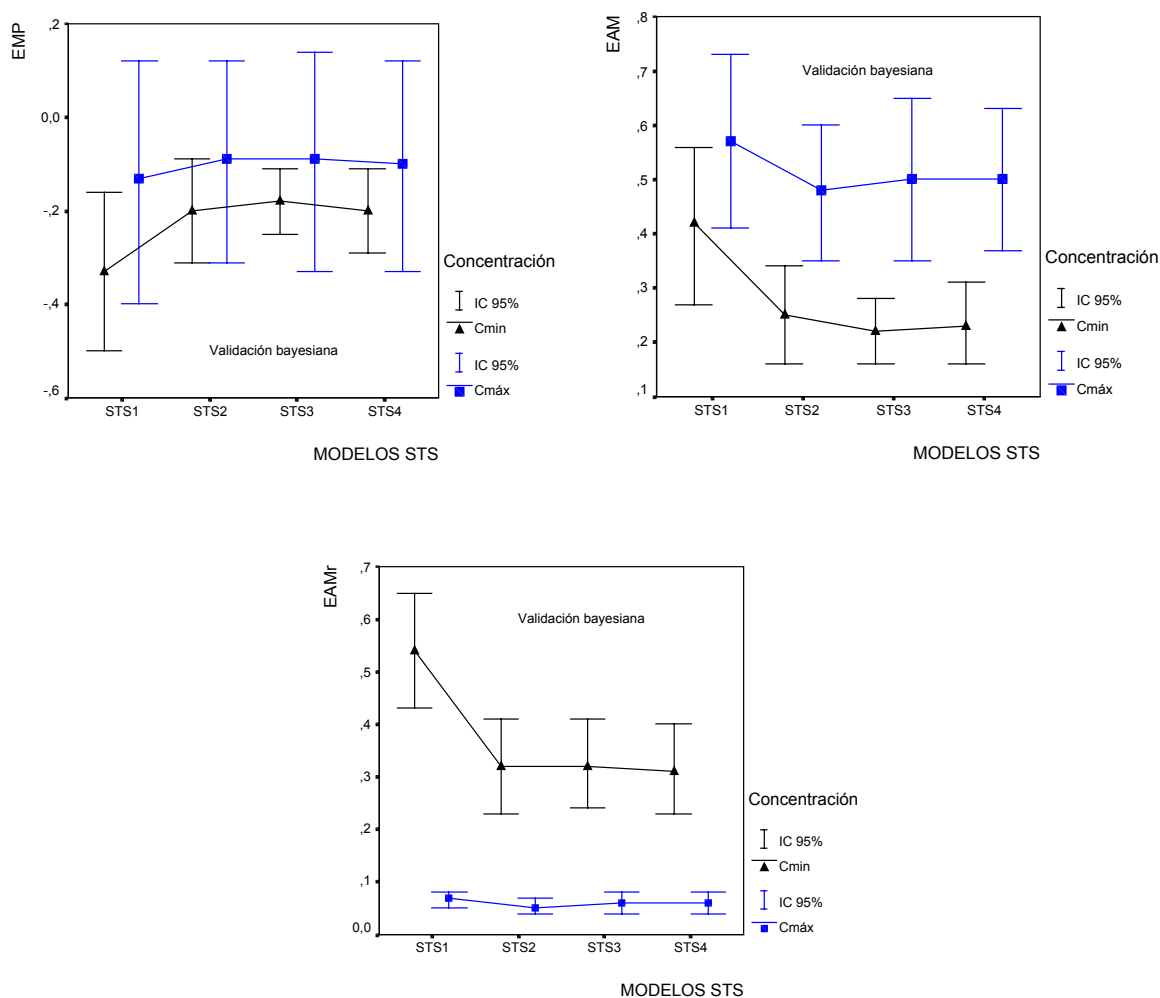 EMP
,2
0,0
-,2
-,4
-,6
Validación bayesiana
STS1 STS2 STS3 STS4
MODELOS STS
Concentración
IC 95%
Cmin
IC 95%
Cmáx
EAM
,8
,7
,6
,5
,4
,3
,2
,1
Validación bayesiana
STS1 STS2 STS3 STS4
MODELOS STS
Concentración
IC 95%
Cmin
IC 95%
Cmáx
EAMr
,7
,6
,5
,4
,3
,2
,1
0,0
Validación bayesiana
STS1 STS2 STS3 STS4
MODELOS STS
Concentración
IC 95%
Cmin
IC 95%
Cmáx